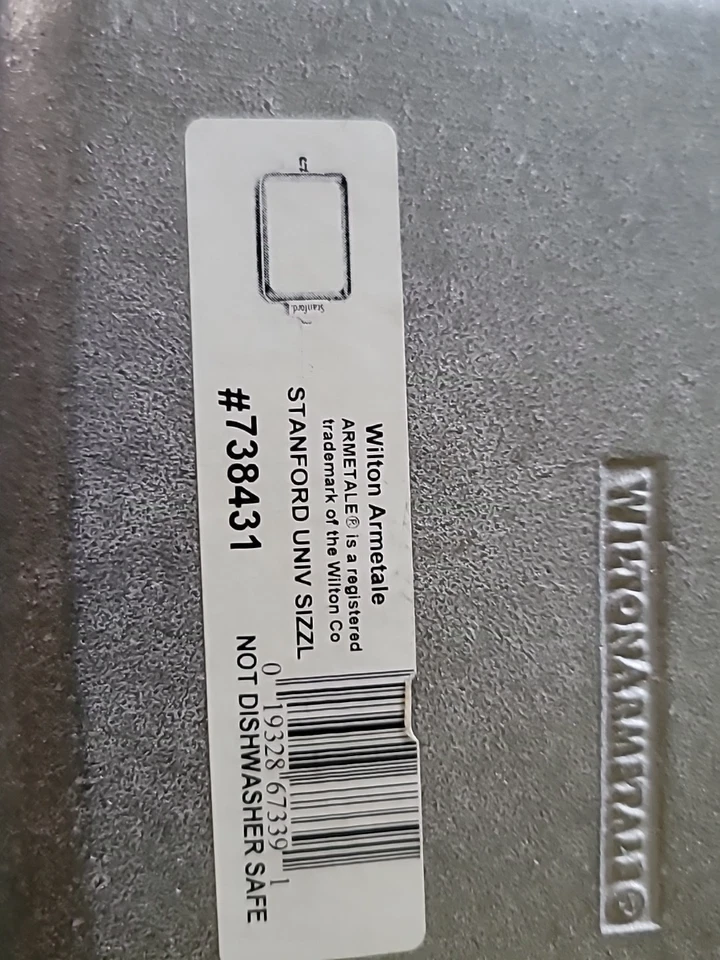 Wilton Armetale
ARMETALE® is a registered
trademark of the Wilton Co
STANFORD UNIV SIZZL
#738431
Stanford
0 19328 67339 1
NOT DISHWASHER SAFE
WILTONARMETALE®